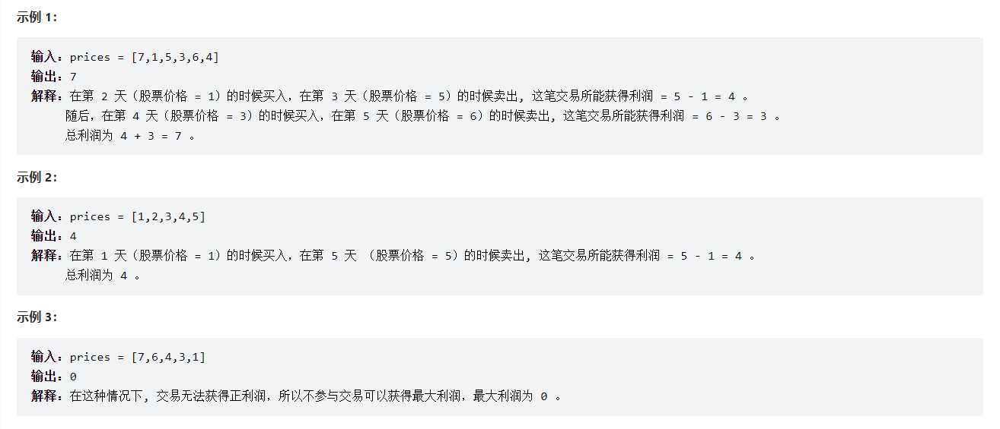 示例 1：
输入：prices = [7,1,5,3,6,4]
输出：7
解释：在第 2 天（股票价格 = 1）的时候买入，在第 3 天（股票价格 = 5）的时候卖出, 这笔交易所能获得利润 = 5 - 1 = 4 。
随后，在第 4 天（股票价格 = 3）的时候买入，在第 5 天（股票价格 = 6）的时候卖出, 这笔交易所能获得利润 = 6 - 3 = 3 。
总利润为 4 + 3 = 7 。
示例 2：
输入：prices = [1,2,3,4,5]
输出：4
解释：在第 1 天（股票价格 = 1）的时候买入，在第 5 天 （股票价格 = 5）的时候卖出, 这笔交易所能获得利润 = 5 - 1 = 4 。
总利润为 4 。
示例 3：
输入：prices = [7,6,4,3,1]
输出：0
解释：在这种情况下, 交易无法获得正利润，所以不参与交易可以获得最大利润，最大利润为 0 。